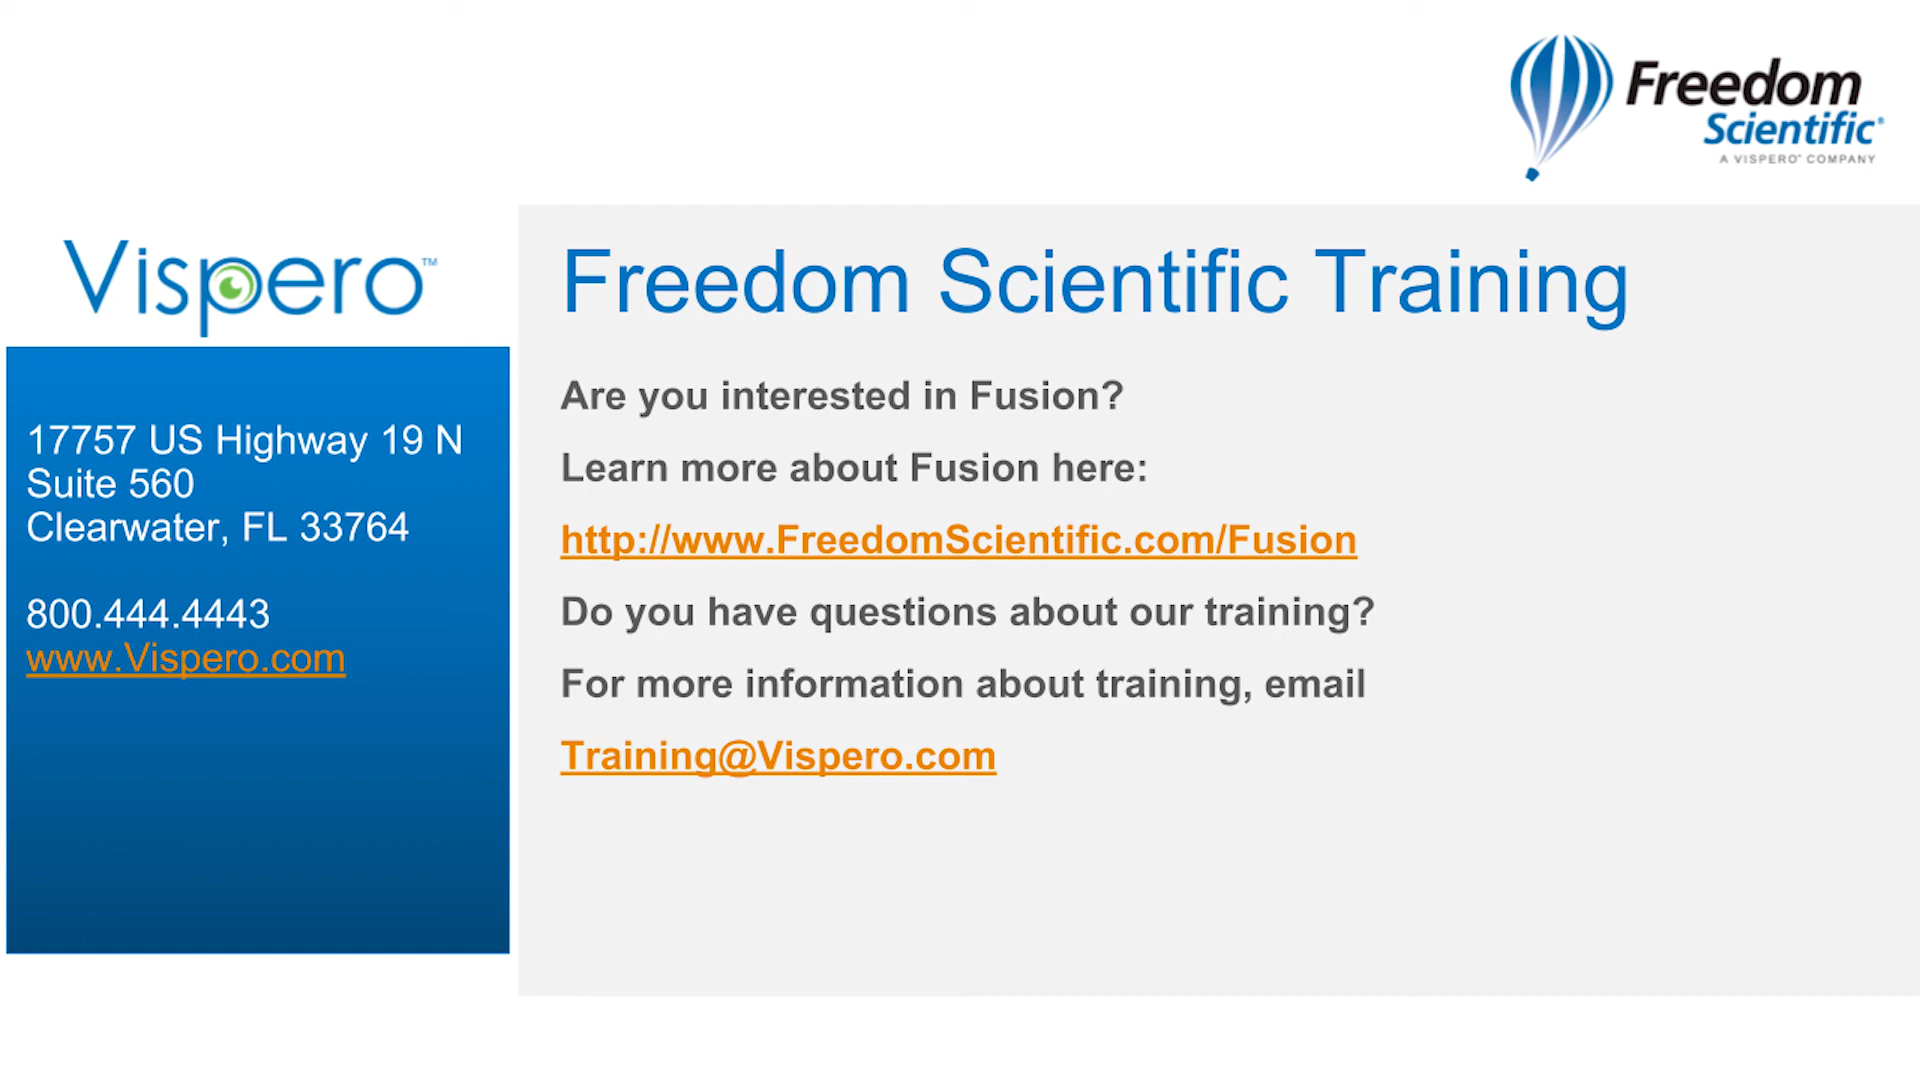 Freedom
Scientific®
A VISPERO™ COMPANY
Vispero™
17757 US Highway 19 N
Suite 560
Clearwater, FL 33764
800.444.4443
www.Vispero.com
Freedom Scientific Training
Are you interested in Fusion?
Learn more about Fusion here:
http://www.FreedomScientific.com/Fusion
Do you have questions about our training?
For more information about training, email
Training@Vispero.com